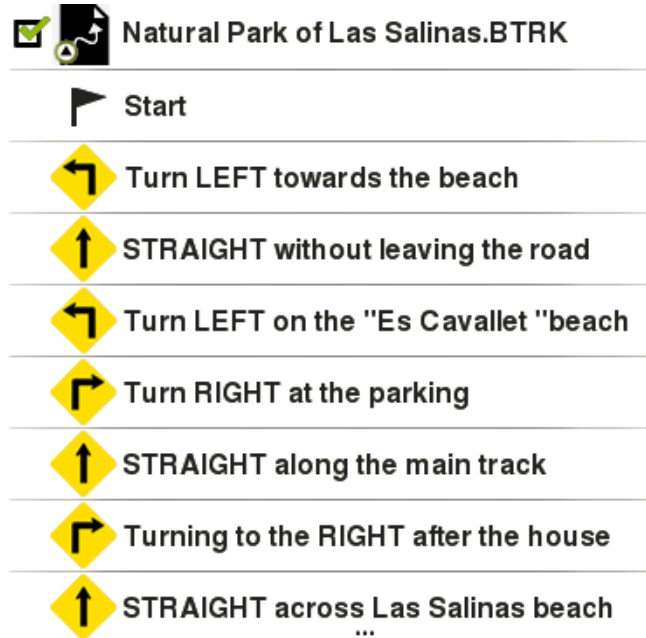 Natural Park of Las Salinas.BTRK
Start
Turn LEFT towards the beach
STRAIGHT without leaving the road
Turn LEFT on the "Es Cavallet "beach
Turn RIGHT at the parking
STRAIGHT along the main track
Turning to the RIGHT after the house
STRAIGHT across Las Salinas beach
...